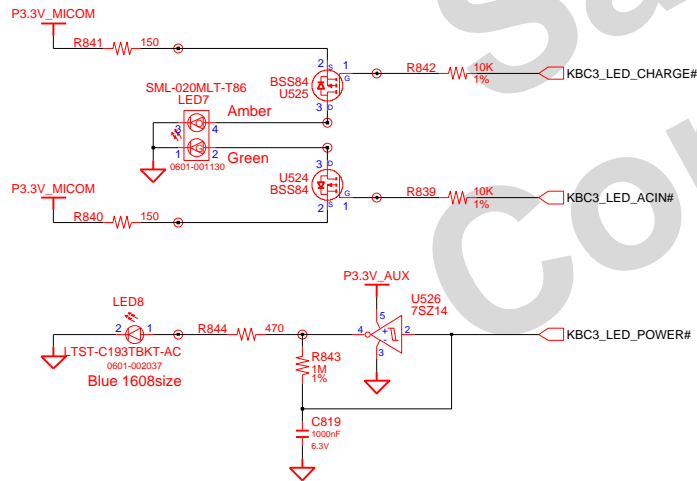 P3.3V_MICOM
R841 150
2 S
1
G
BSS84
U525
3 D
R842 10K
1%
KBC3_LED_CHARGE#
SML-020MLT-T86
LED7
Amber
3 4
1 2
Green
0601-001130
3 D
U524
BSS84
2 S
G
1
R839 10K
1%
KBC3_LED_ACIN#
P3.3V_MICOM
R840 150
P3.3V_AUX
U526
7SZ14
5
4 2
3
KBC3_LED_POWER#
LED8
2 1
R844 470
LTST-C193TBKT-AC
0601-002037
Blue 1608size
R843
1M
1%
C819
1000nF
6.3V
Sa
Co